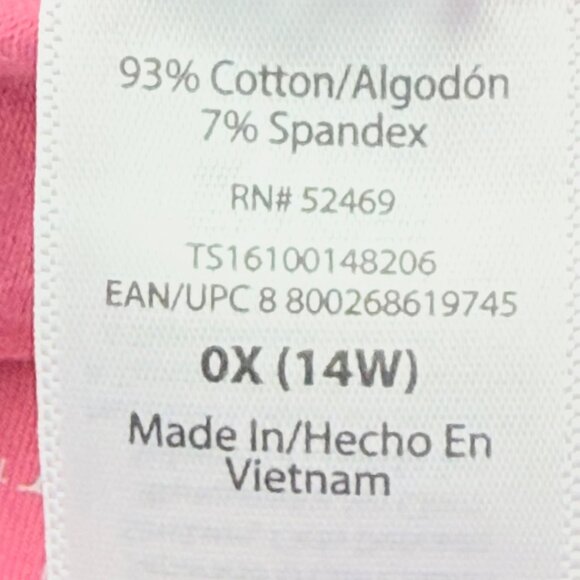 93% Cotton/Algodón
7% Spandex
RN# 52469
TS16100148206
EAN/UPC 8 800268619745
0X (14W)
Made In/Hecho En
Vietnam